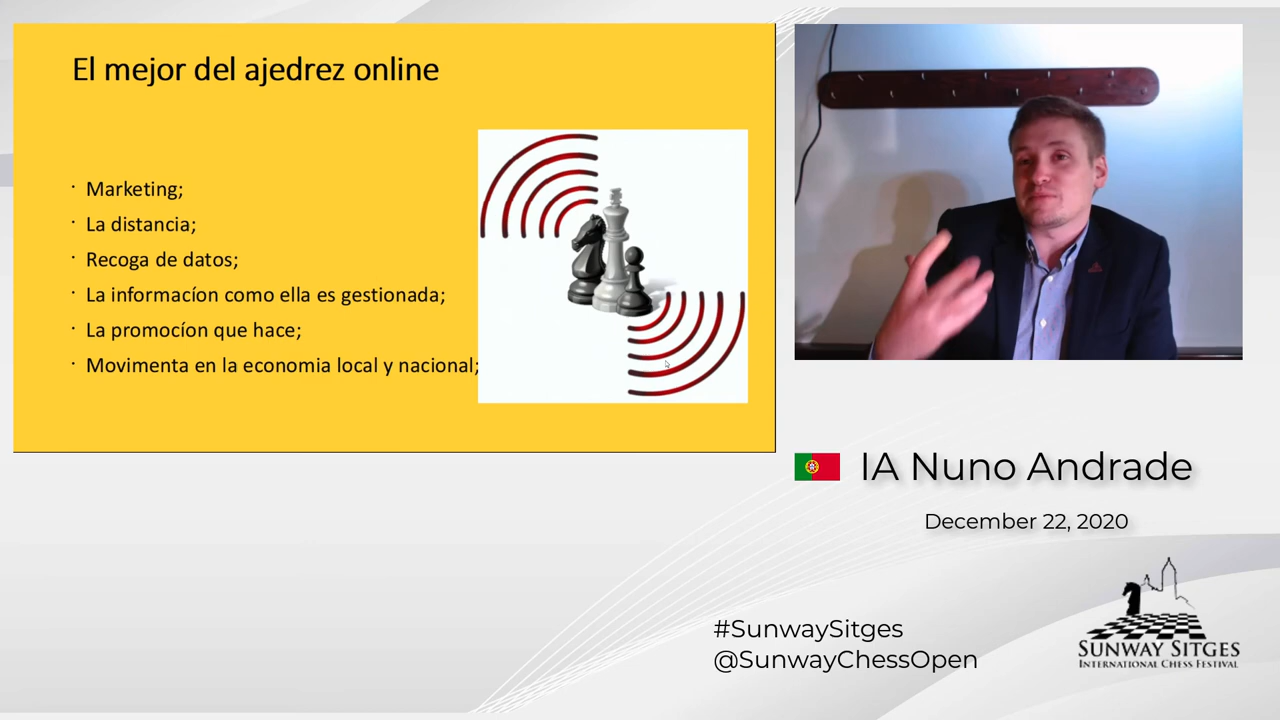 El mejor del ajedrez online
· Marketing;
· La distancia;
· Recoga de datos;
· La informacíon como ella es gestionada;
· La promocíon que hace;
· Movimenta en la economia local y nacional;
IA Nuno Andrade
December 22, 2020
#SunwaySitges
@SunwayChessOpen
SUNWAY SITGES
INTERNATIONAL CHESS FESTIVAL